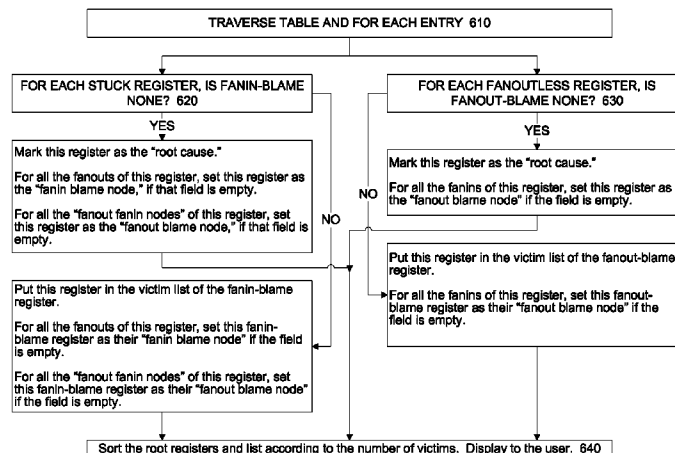 TRAVERSE TABLE AND FOR EACH ENTRY 610
FOR EACH STUCK REGISTER, IS FANIN-BLAME
NONE? 620
FOR EACH FANOUTLESS REGISTER, IS
FANOUT-BLAME NONE? 630
YES
YES
Mark this register as the "root cause."
For all the fanouts of this register, set this register as
the "fanin blame node," if that field is empty.
For all the "fanout fanin nodes" of this register, set
this register as the "fanout blame node," if that field is
empty.
NO
NO
Mark this register as the "root cause."
For all the fanins of this register, set this register as
the "fanout blame node" if the field is empty.
Put this register in the victim list of the fanin-blame
register.
For all the fanouts of this register, set this fanin-
blame register as their "fanin blame node" if the field
is empty.
For all the "fanout fanin nodes" of this register, set
this fanin-blame register as their "fanout blame node"
if the field is empty.
Put this register in the victim list of the fanout-blame
register.
For all the fanins of this register, set this fanout-
blame register as their "fanout blame node" if the
field is empty.
Sort the root registers and list according to the number of victims. Display to the user. 640